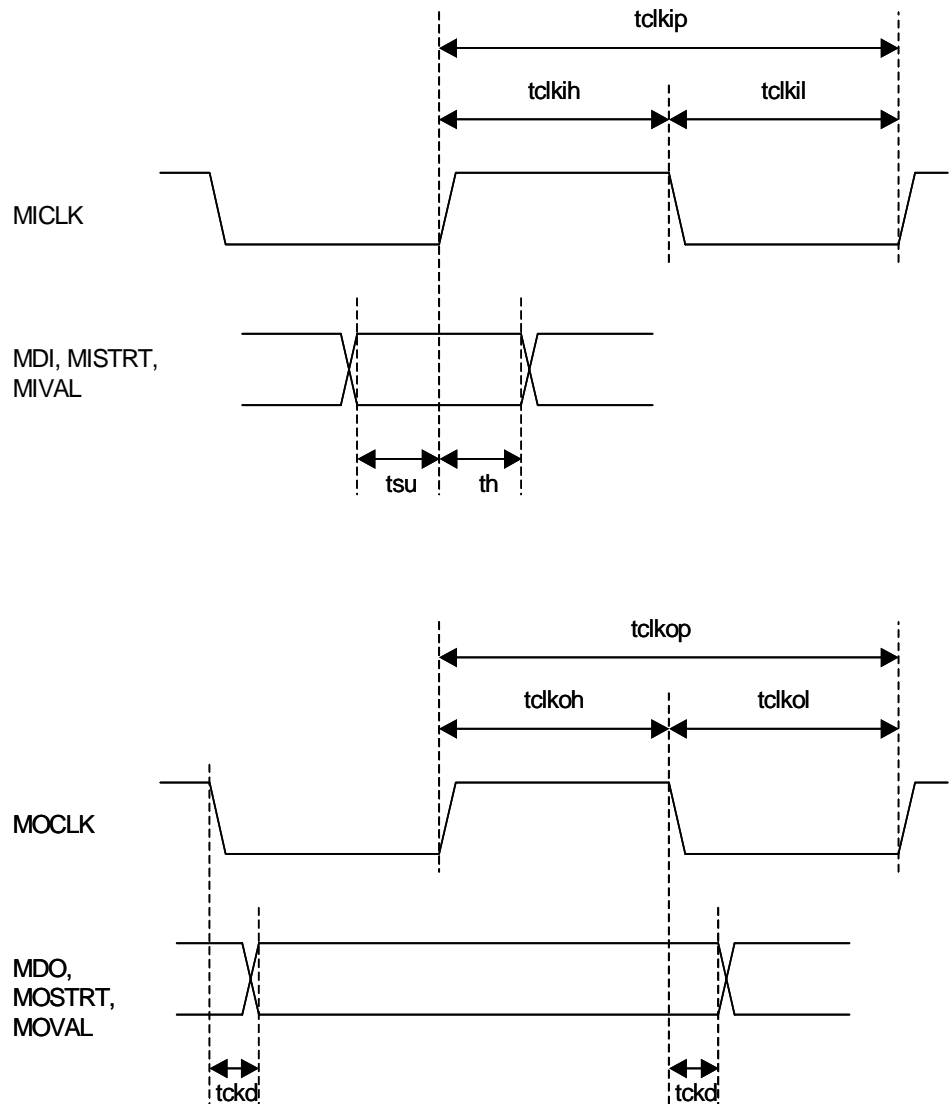 tclkip
tclkih
tclkil
MICLK
MDI, MISTRT,
MIVAL
tsu
th
tclkop
tclkoh
tclkol
MOCLK
MDO,
MOSTRT,
MOVAL
tckd
tckd